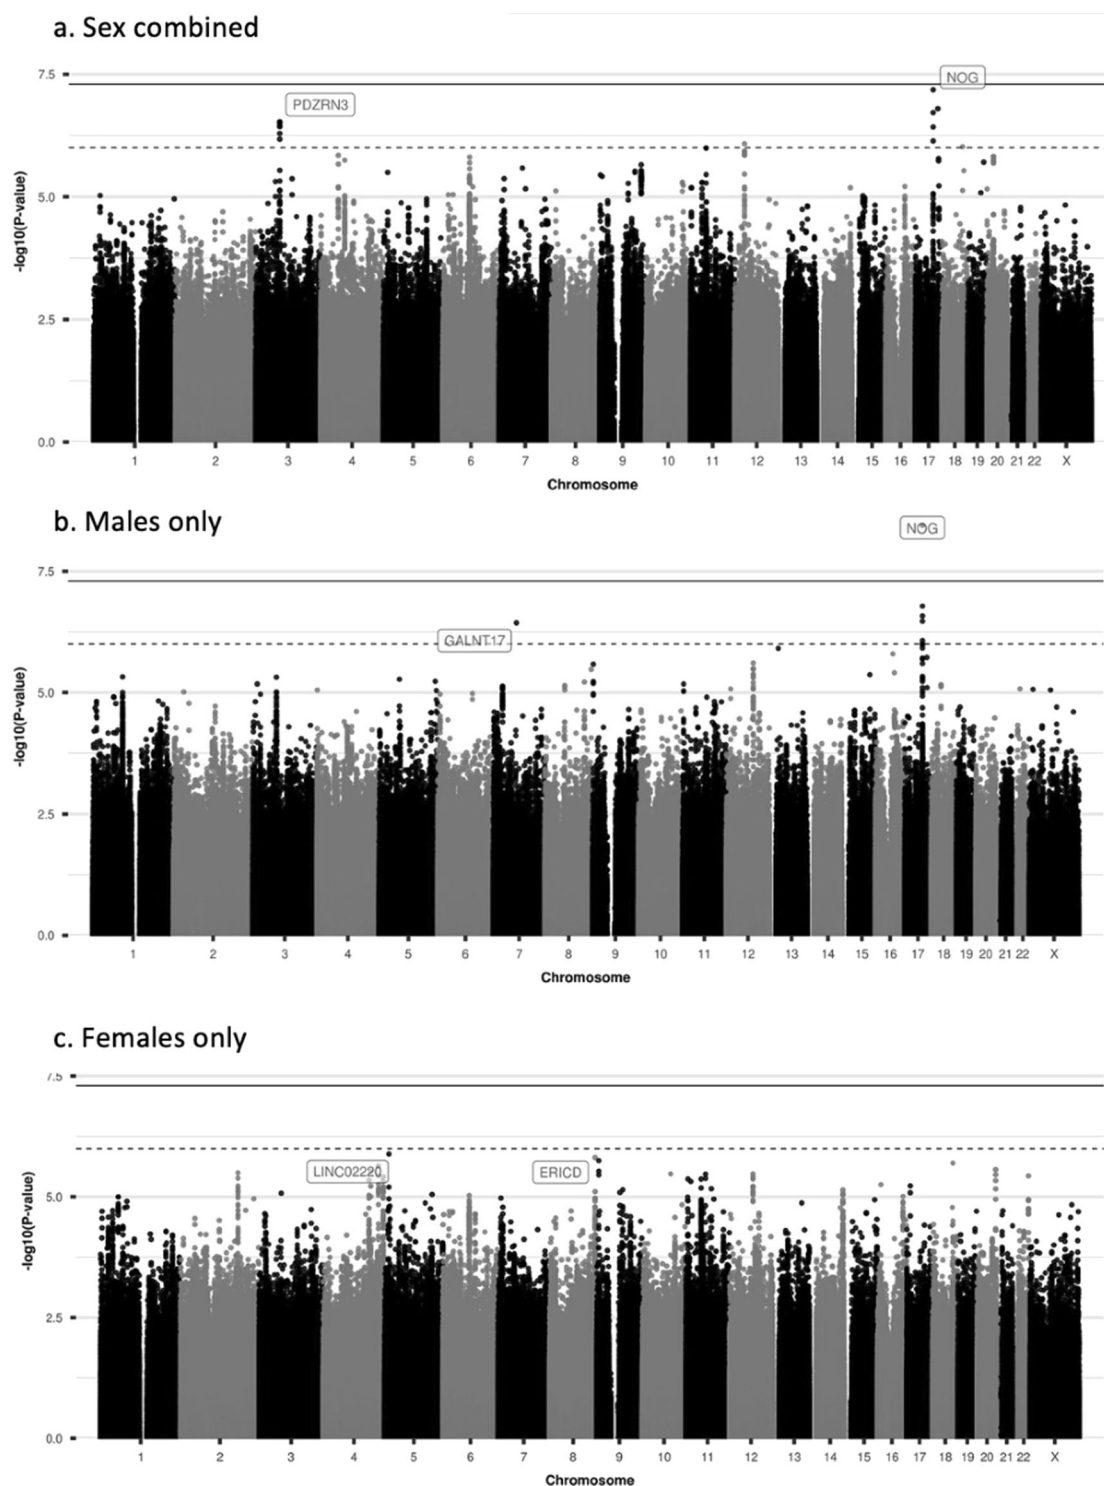 a. Sex combined
7.5
NOG
PDZRN3
5.0
-log10(P-value)
2.5
0.0
1 2 3 4 5 6 7 8 9 10 11 12 13 14 15 16 17 18 19 20 21 22 X
Chromosome
b. Males only
NOG
7.5
GALNT17
5.0
-log10(P-value)
2.5
0.0
1 2 3 4 5 6 7 8 9 10 11 12 13 14 15 16 17 18 19 20 21 22 X
Chromosome
c. Females only
7.5
LINC02220 ERICD
5.0
-log10(P-value)
2.5
0.0
1 2 3 4 5 6 7 8 9 10 11 12 13 14 15 16 17 18 19 20 21 22 X
Chromosome